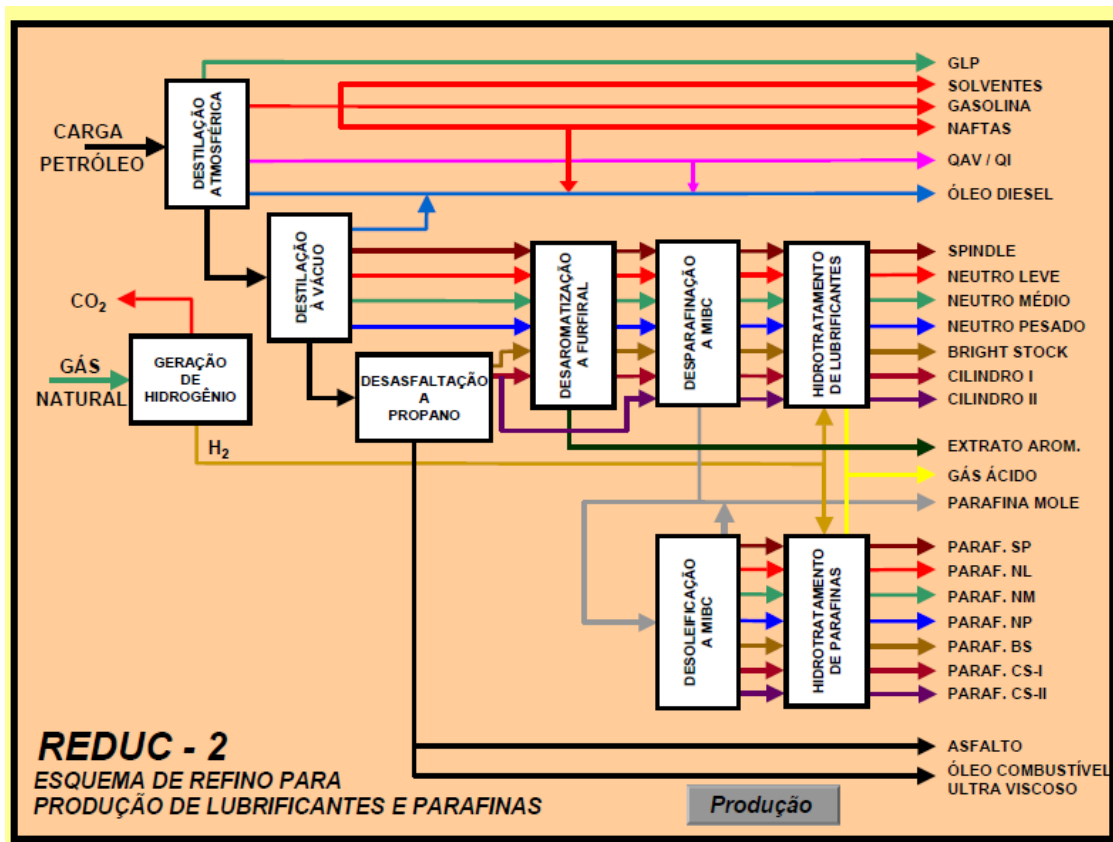 GLP
SOLVENTES
GASOLINA
NAFTAS
QAV / QI
ÓLEO DIESEL
CARGA
PETRÓLEO
DESTILAÇÃO
ATMOSFÉRICA
DESTILAÇÃO
À VÁCUO
DESAROMATIZAÇÃO
A FURFIRAL
DESPARAFINAÇÃO
A MIBC
HIDROTRATAMENTO
DE LUBRIFICANTES
SPINDLE
NEUTRO LEVE
NEUTRO MÉDIO
NEUTRO PESADO
BRIGHT STOCK
CILINDRO I
CILINDRO II
CO2
GÁS
NATURAL
GERAÇÃO
DE
HIDROGÊNIO
DESASFALTAÇÃO
A
PROPANO
H2
EXTRATO AROM.
GÁS ÁCIDO
PARAFINA MOLE
DESOLEIFICAÇÃO
A MIBC
HIDROTRATAMENTO
DE PARAFINAS
PARAF. SP
PARAF. NL
PARAF. NM
PARAF. NP
PARAF. BS
PARAF. CS-I
PARAF. CS-II
ASFALTO
ÓLEO COMBUSTÍVEL
ULTRA VISCOSO
REDUC - 2
ESQUEMA DE REFINO PARA
PRODUÇÃO DE LUBRIFICANTES E PARAFINAS
Produção